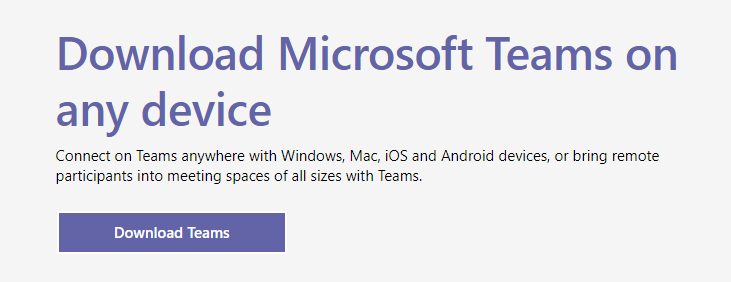 Download Microsoft Teams on
any device
Connect on Teams anywhere with Windows, Mac, iOS and Android devices, or bring remote
participants into meeting spaces of all sizes with Teams.
Download Teams